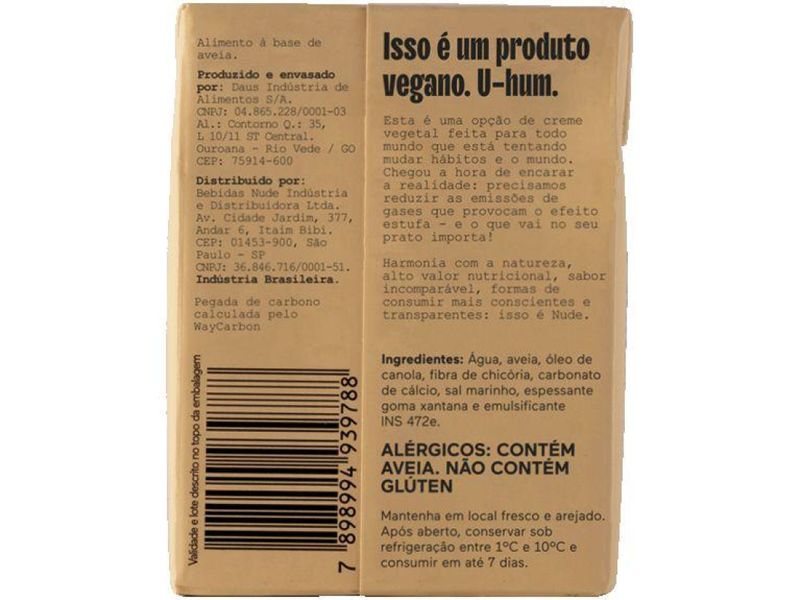 Alimento à base de
aveia.
Produzido e envasado
por: Daus Indústria de
Alimentos S/A.
CNPJ: 04.865.228/0001-03
Al.: Contorno Q.: 35,
L 10/11 ST Central.
Ouroana - Rio Vede / GO
CEP: 75914-600
Distribuído por:
Bebidas Nude Indústria
e Distribuidora Ltda.
Av. Cidade Jardim, 377,
Andar 6, Itaim Bibi.
CEP: 01453-900, São
Paulo - SP
CNPJ: 36.846.716/0001-51.
Indústria Brasileira.
Pegada de carbono
calculada pelo
WayCarbon
Validade e lote descrito no topo da embalagem
7 898994 939788
Isso é um produto
vegano. U-hum.
Esta é uma opção de creme
vegetal feita para todo
mundo que está tentando
mudar hábitos e o mundo.
Chegou a hora de encarar
a realidade: precisamos
reduzir as emissões de
gases que provocam o efeito
estufa - e o que vai no seu
prato importa!
Harmonia com a natureza,
alto valor nutricional, sabor
incomparável, formas de
consumir mais conscientes e
transparentes: isso é Nude.
Ingredientes: Água, aveia, óleo de
canola, fibra de chicória, carbonato
de cálcio, sal marinho, espessante
goma xantana e emulsificante
INS 472e.
ALÉRGICOS: CONTÉM
AVEIA. NÃO CONTÉM
GLÚTEN
Mantenha em local fresco e arejado.
Após aberto, conservar sob
refrigeração entre 1°C e 10°C e
consumir em até 7 dias.